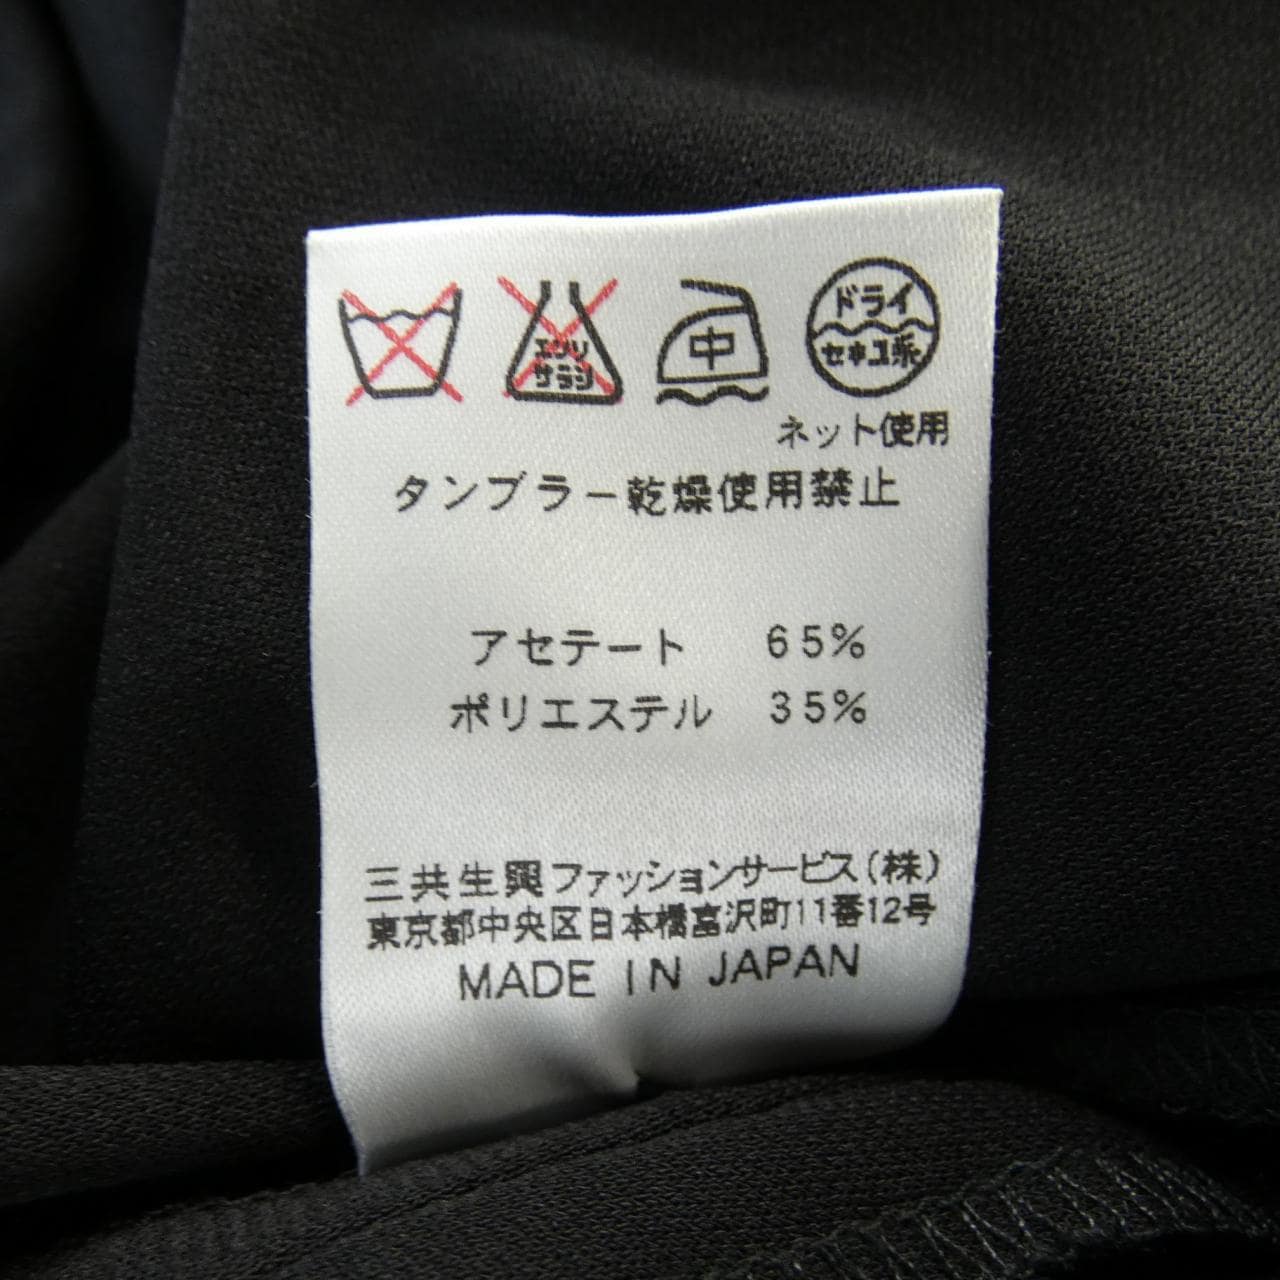 エンソサラシ
中
ドライ
セキユ系
ネット使用
タンブラー乾燥使用禁止
アセテート 65%
ポリエステル 35%
三共生興ファッションサービス(株)
東京都中央区日本橋富沢町11番12号
MADE IN JAPAN